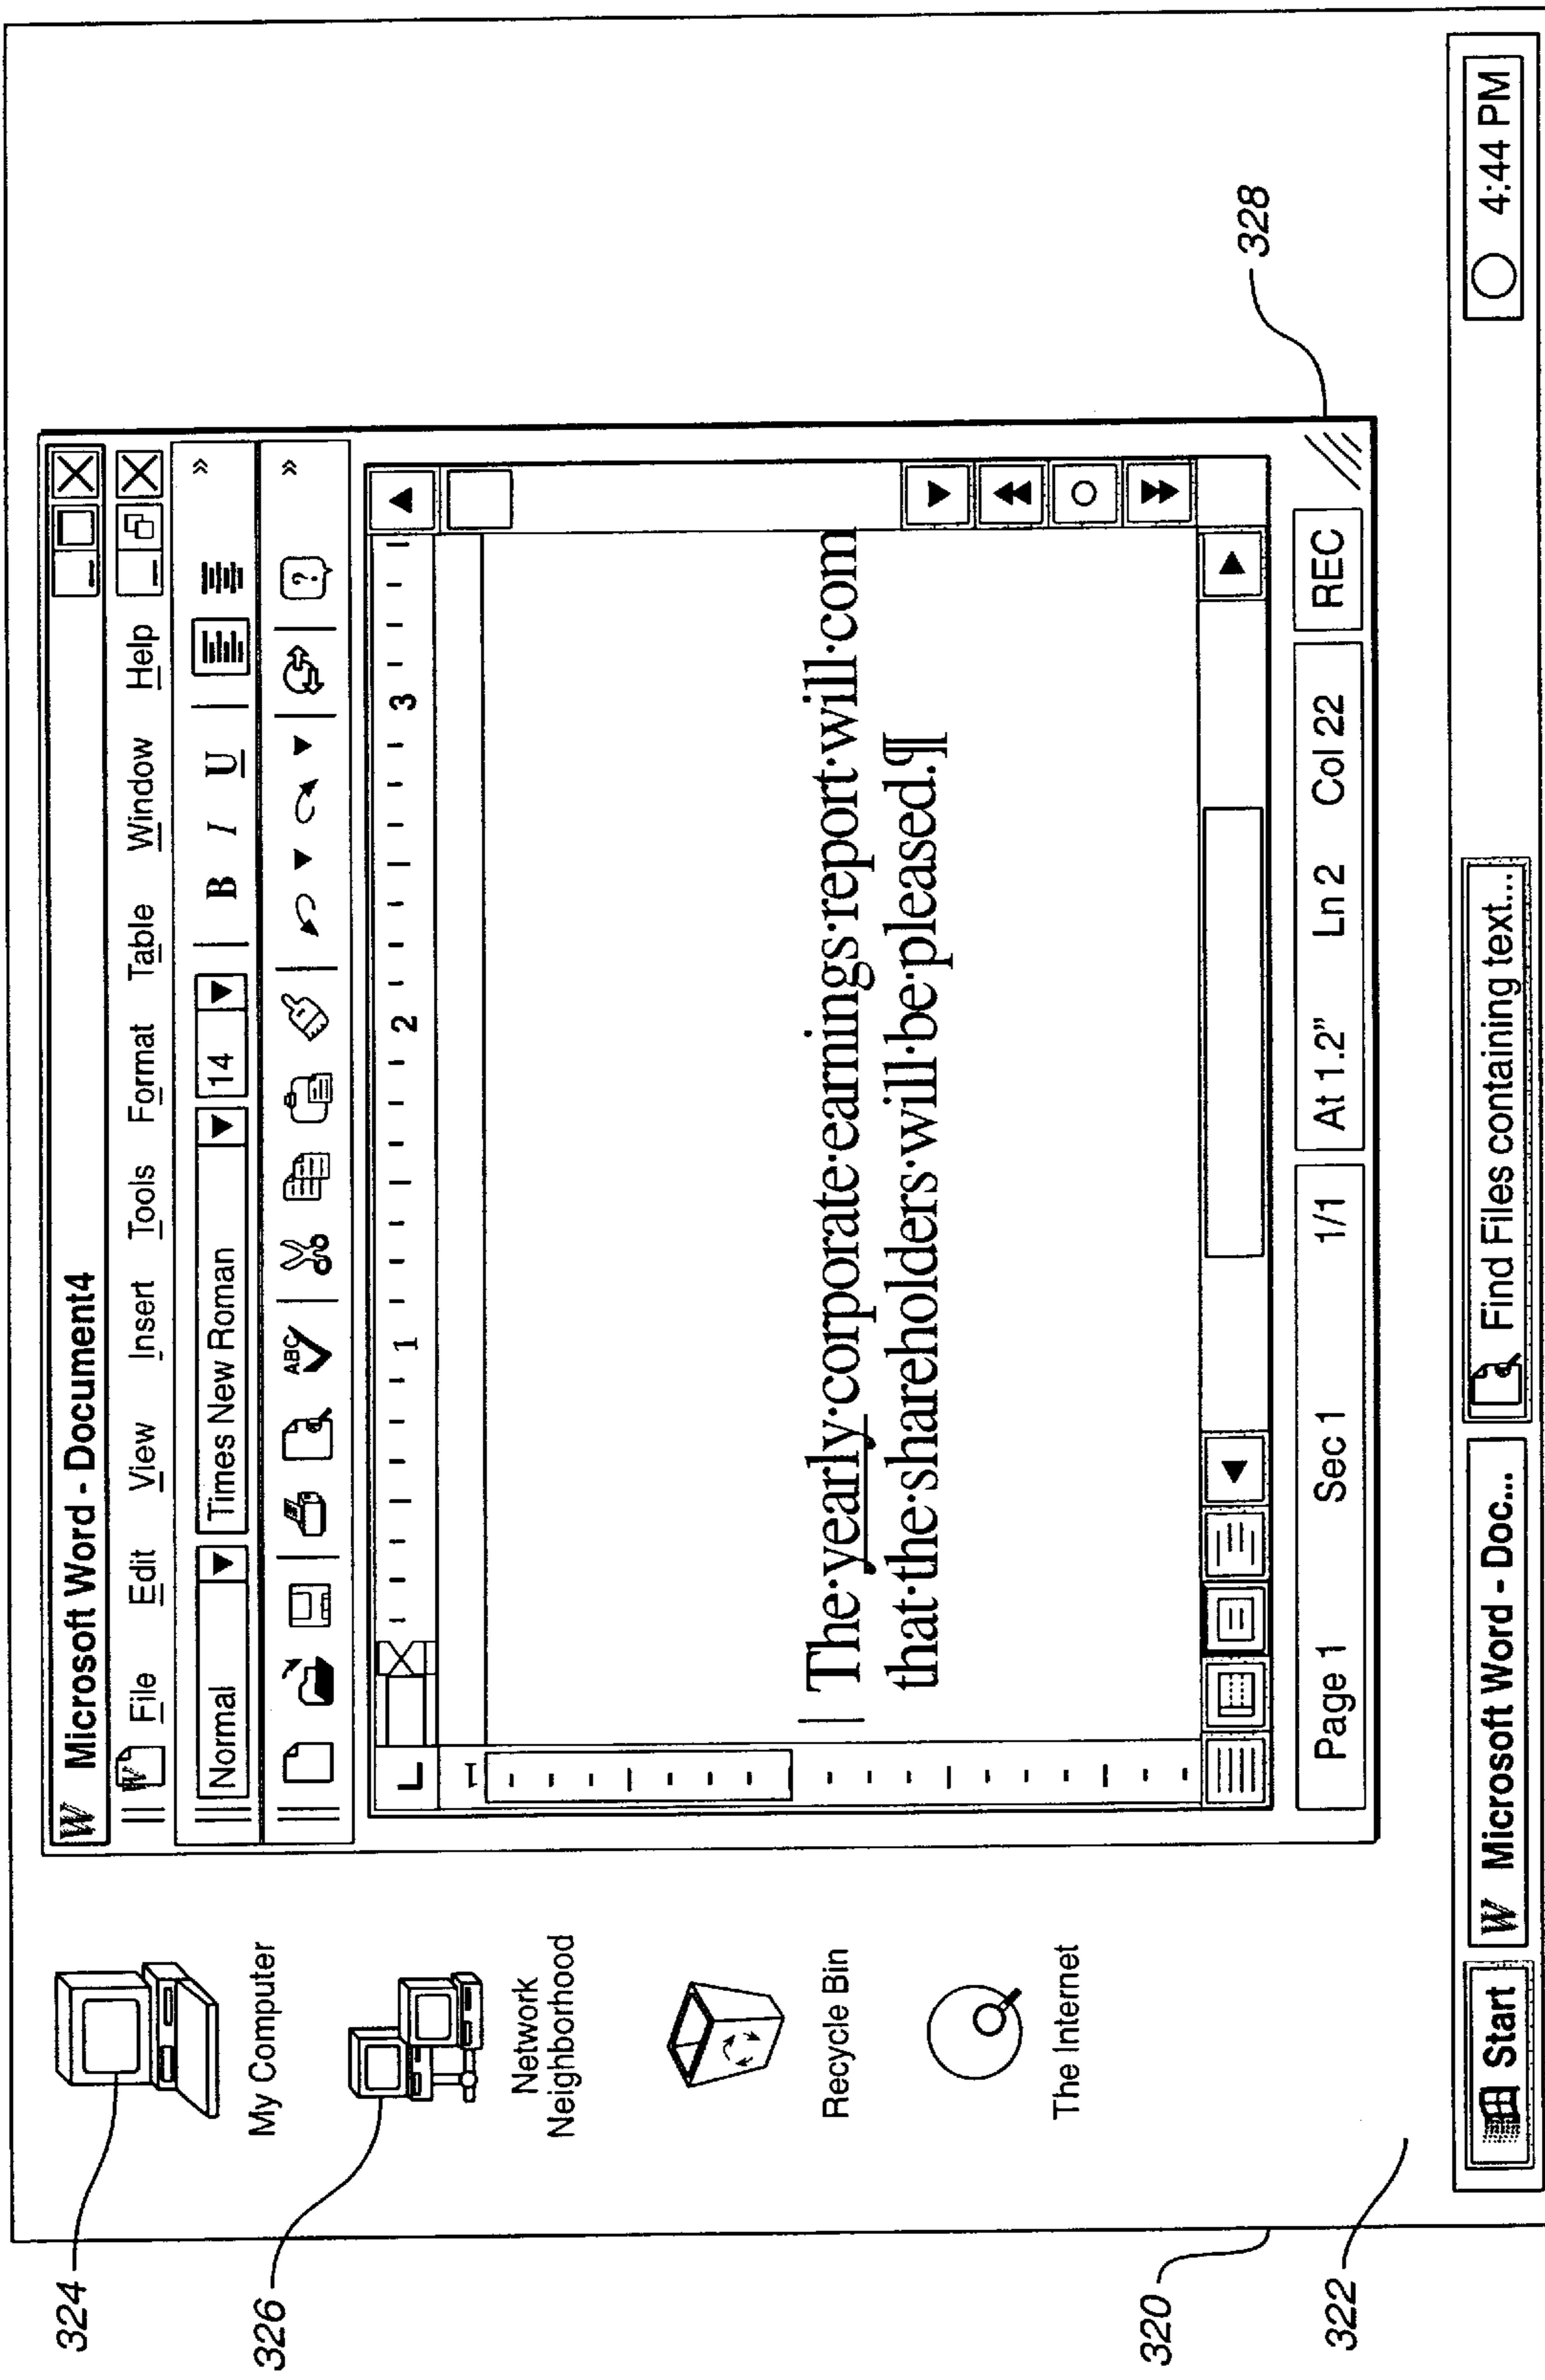 324
326
320
322
328
My Computer
Network
Neighborhood
Recycle Bin
The Internet
W Microsoft Word - Document4
W File Edit View Insert Tools Format Table Window Help
Normal Times New Roman 14 B I U »
ABC ? »
L 1 2 3
1
The·yearly·corporate·earnings·report·will·com
that·the·shareholders·will·be·pleased.¶
Page 1 Sec 1 1/1 At 1.2” Ln 2 Col 22 REC
Start W Microsoft Word - Doc... Find Files containing text... 4:44 PM